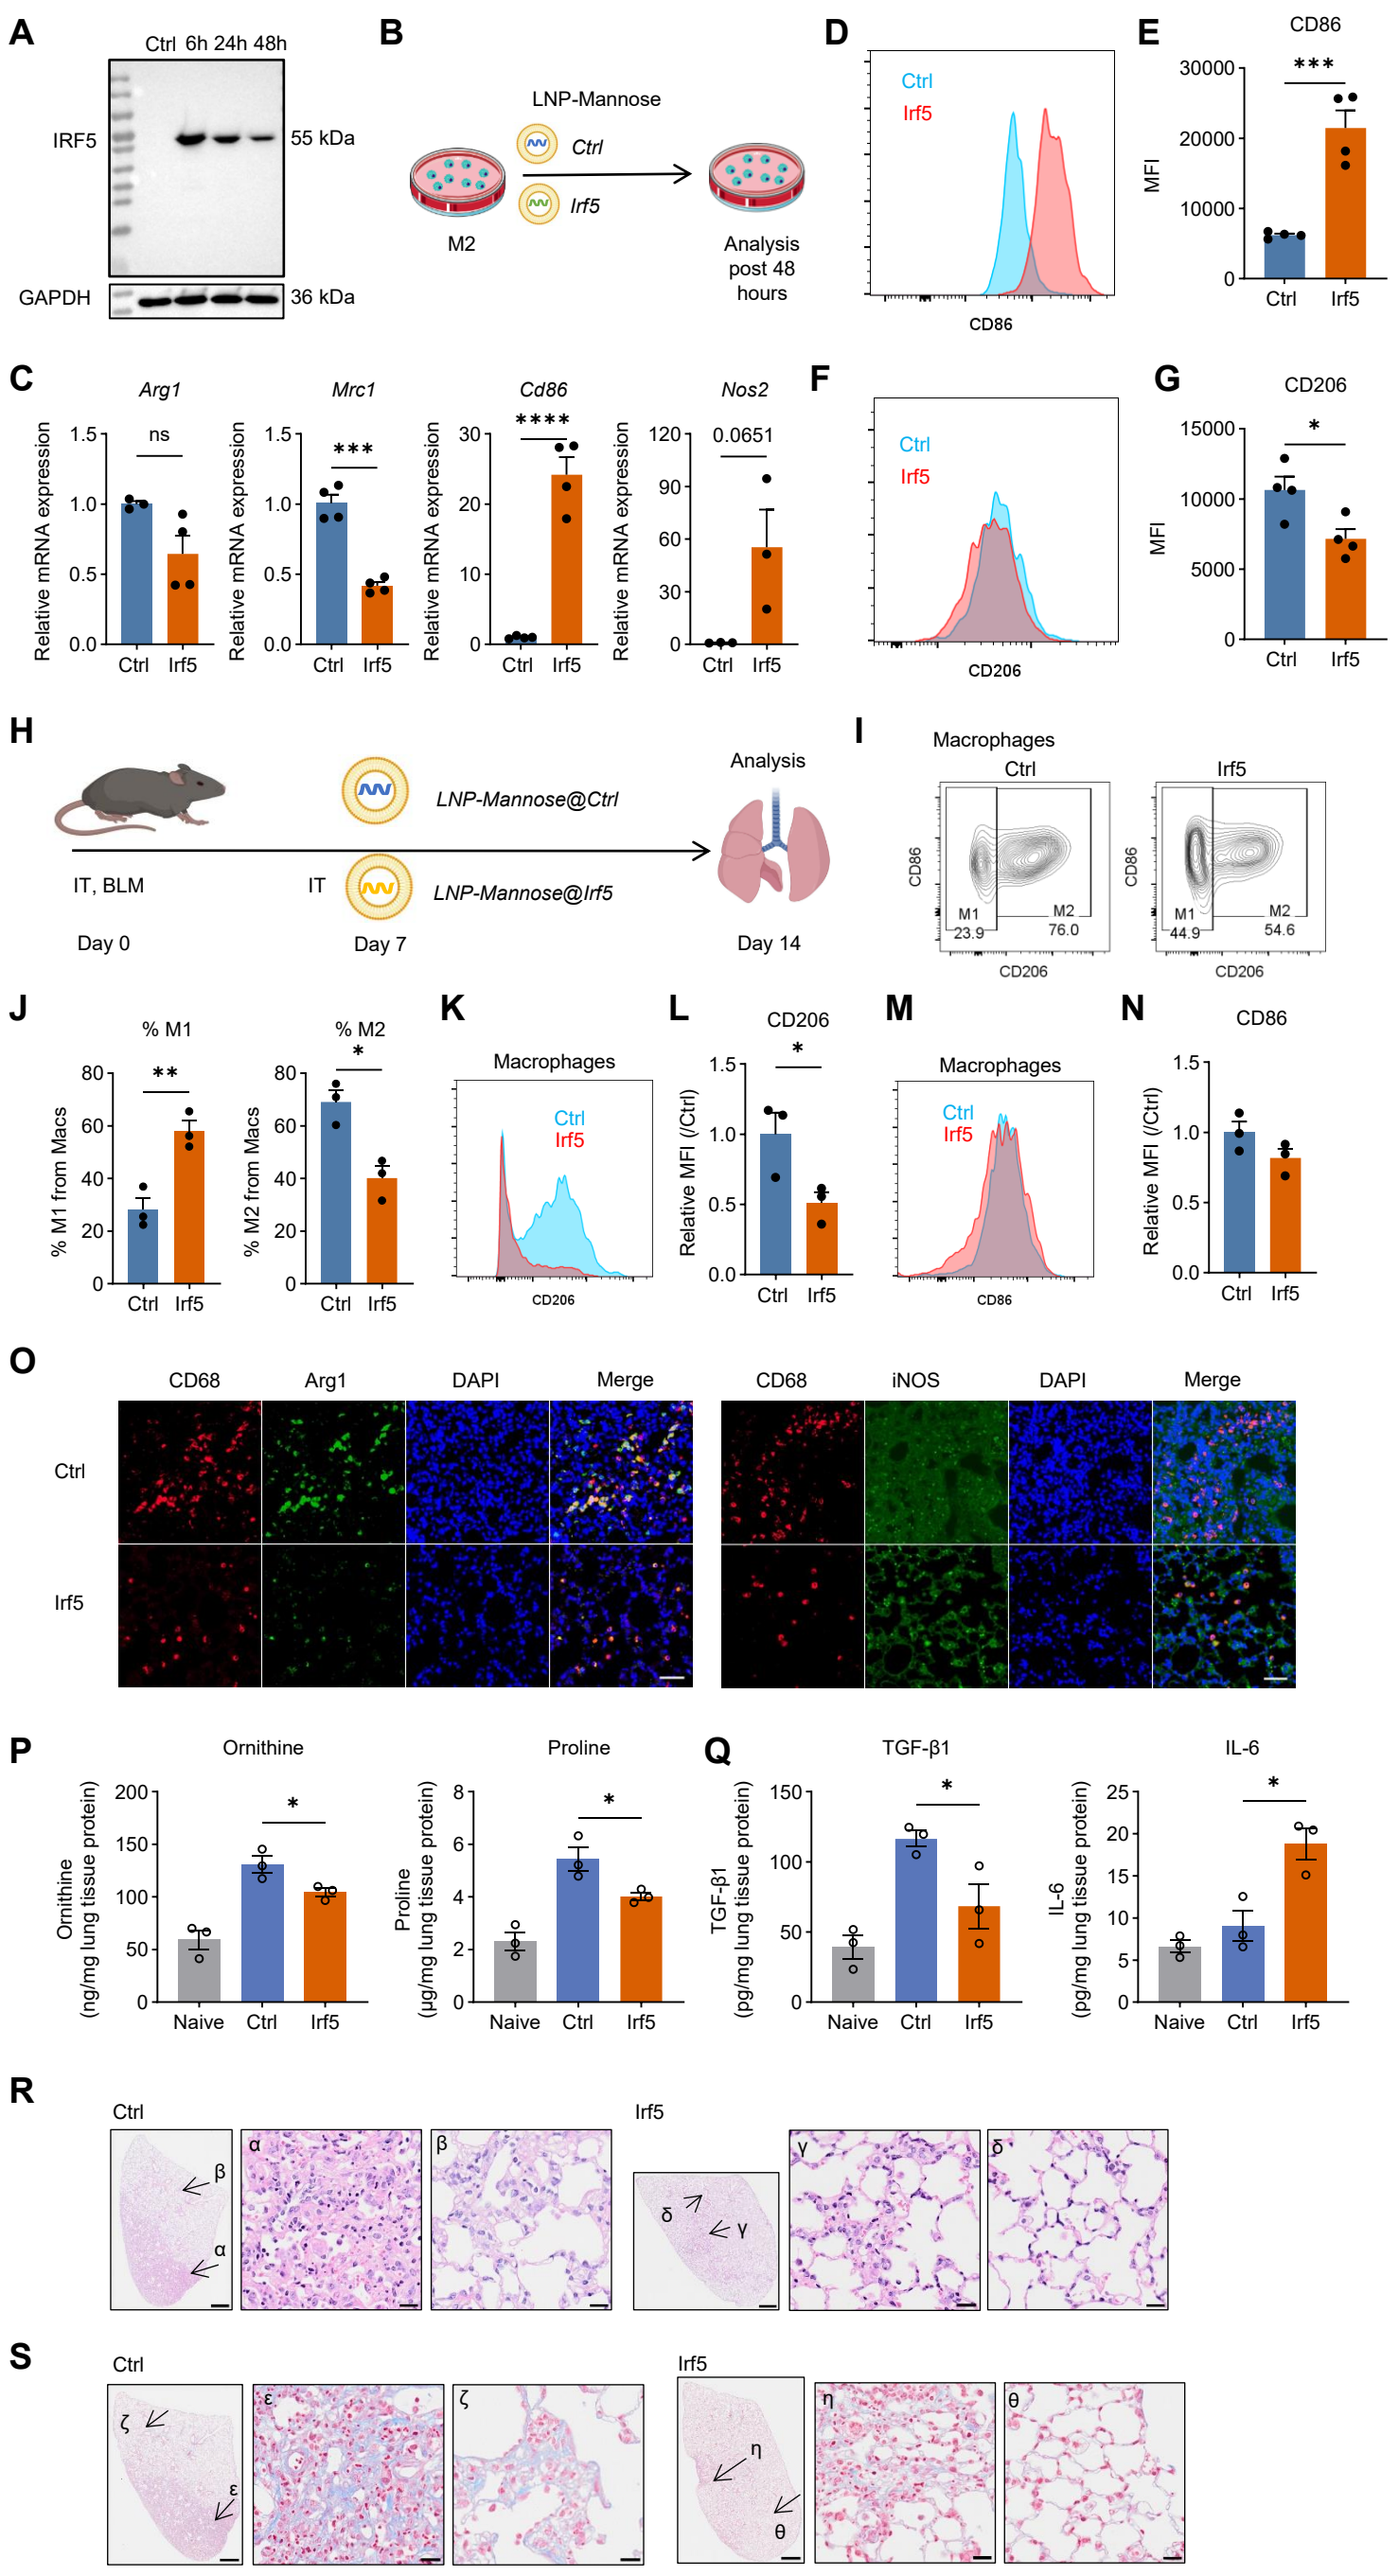 A
Ctrl 6h 24h 48h
IRF5
55 kDa
GAPDH
36 kDa
B
LNP-Mannose
Ctrl
Irf5
M2
Analysis
post 48
hours
D
Ctrl
Irf5
CD86
E
CD86
***
MFI
30000
20000
10000
0
Ctrl Irf5
C
Arg1
ns
Relative mRNA expression
1.5
1.0
0.5
0.0
Ctrl Irf5
Mrc1
***
Relative mRNA expression
1.5
1.0
0.5
0.0
Ctrl Irf5
Cd86
****
Relative mRNA expression
30
20
10
0
Ctrl Irf5
Nos2
0.0651
Relative mRNA expression
120
90
60
30
0
Ctrl Irf5
F
Ctrl
Irf5
CD206
G
CD206
*
MFI
15000
10000
5000
0
Ctrl Irf5
H
IT, BLM
Day 0
IT
LNP-Mannose@Ctrl
LNP-Mannose@Irf5
Day 7
Analysis
Day 14
I
Macrophages
Ctrl
CD86
M1
23.9
M2
76.0
CD206
Irf5
CD86
M1
44.9
M2
54.6
CD206
J
% M1
**
% M1 from Macs
80
60
40
20
0
Ctrl Irf5
% M2
*
% M2 from Macs
80
60
40
20
0
Ctrl Irf5
K
Macrophages
Ctrl
Irf5
CD206
L
CD206
*
Relative MFI (/Ctrl)
1.5
1.0
0.5
0.0
Ctrl Irf5
M
Macrophages
Ctrl
Irf5
CD86
N
CD86
Relative MFI (/Ctrl)
1.5
1.0
0.5
0.0
Ctrl Irf5
O
CD68 Arg1 DAPI Merge
CD68 iNOS DAPI Merge
Ctrl
Irf5
P
Ornithine
*
Ornithine
(ng/mg lung tissue protein)
200
150
100
50
0
Naive Ctrl Irf5
Proline
*
Proline
(µg/mg lung tissue protein)
8
6
4
2
0
Naive Ctrl Irf5
Q
TGF-β1
*
TGF-β1
(pg/mg lung tissue protein)
150
100
50
0
Naive Ctrl Irf5
IL-6
*
IL-6
(pg/mg lung tissue protein)
25
20
15
10
5
0
Naive Ctrl Irf5
R
Ctrl
β
α
α
β
Irf5
δ
γ
γ
δ
S
Ctrl
ζ
ε
ε
ζ
Irf5
η
θ
η
θ